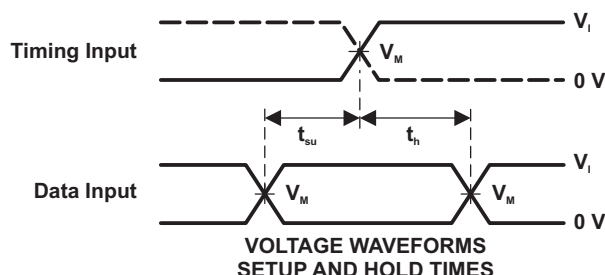 V_I
Timing Input
V_M
0 V
t_su
t_h
V_I
Data Input
V_M
V_M
0 V
VOLTAGE WAVEFORMS
SETUP AND HOLD TIMES